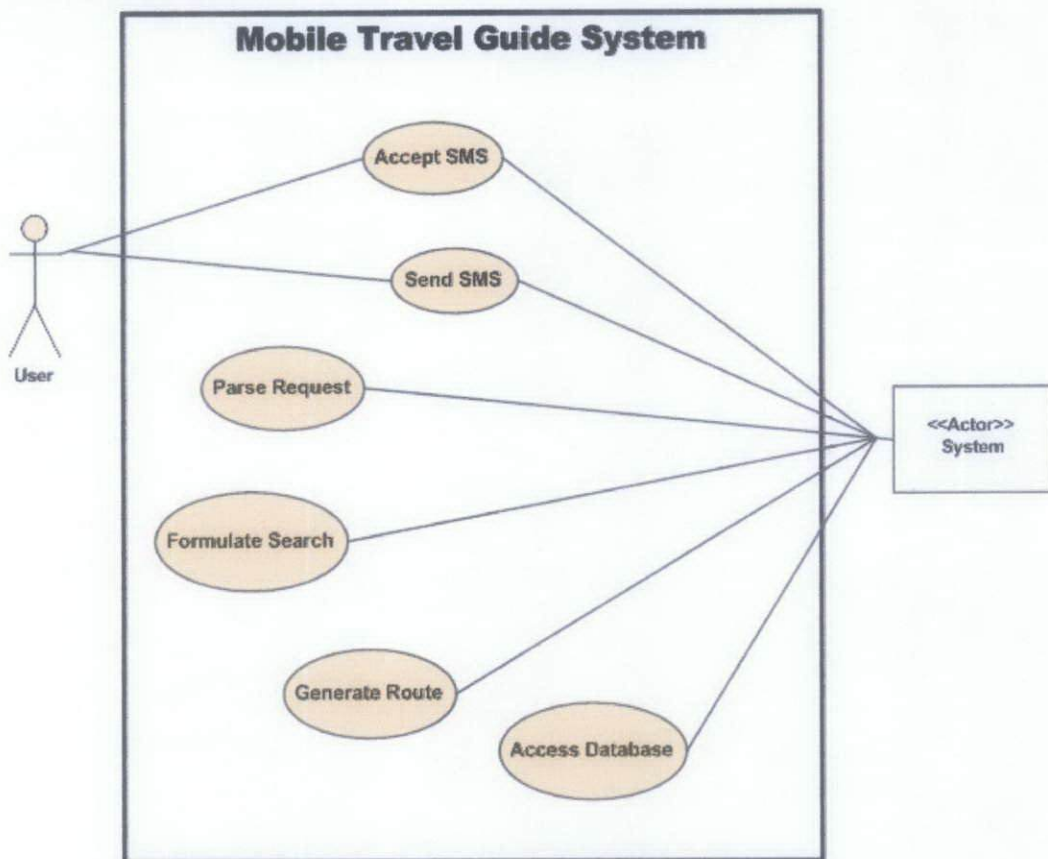 Mobile Travel Guide System
Accept SMS
Send SMS
User
Parse Request
<<Actor>>
System
Formulate Search
Generate Route
Access Database